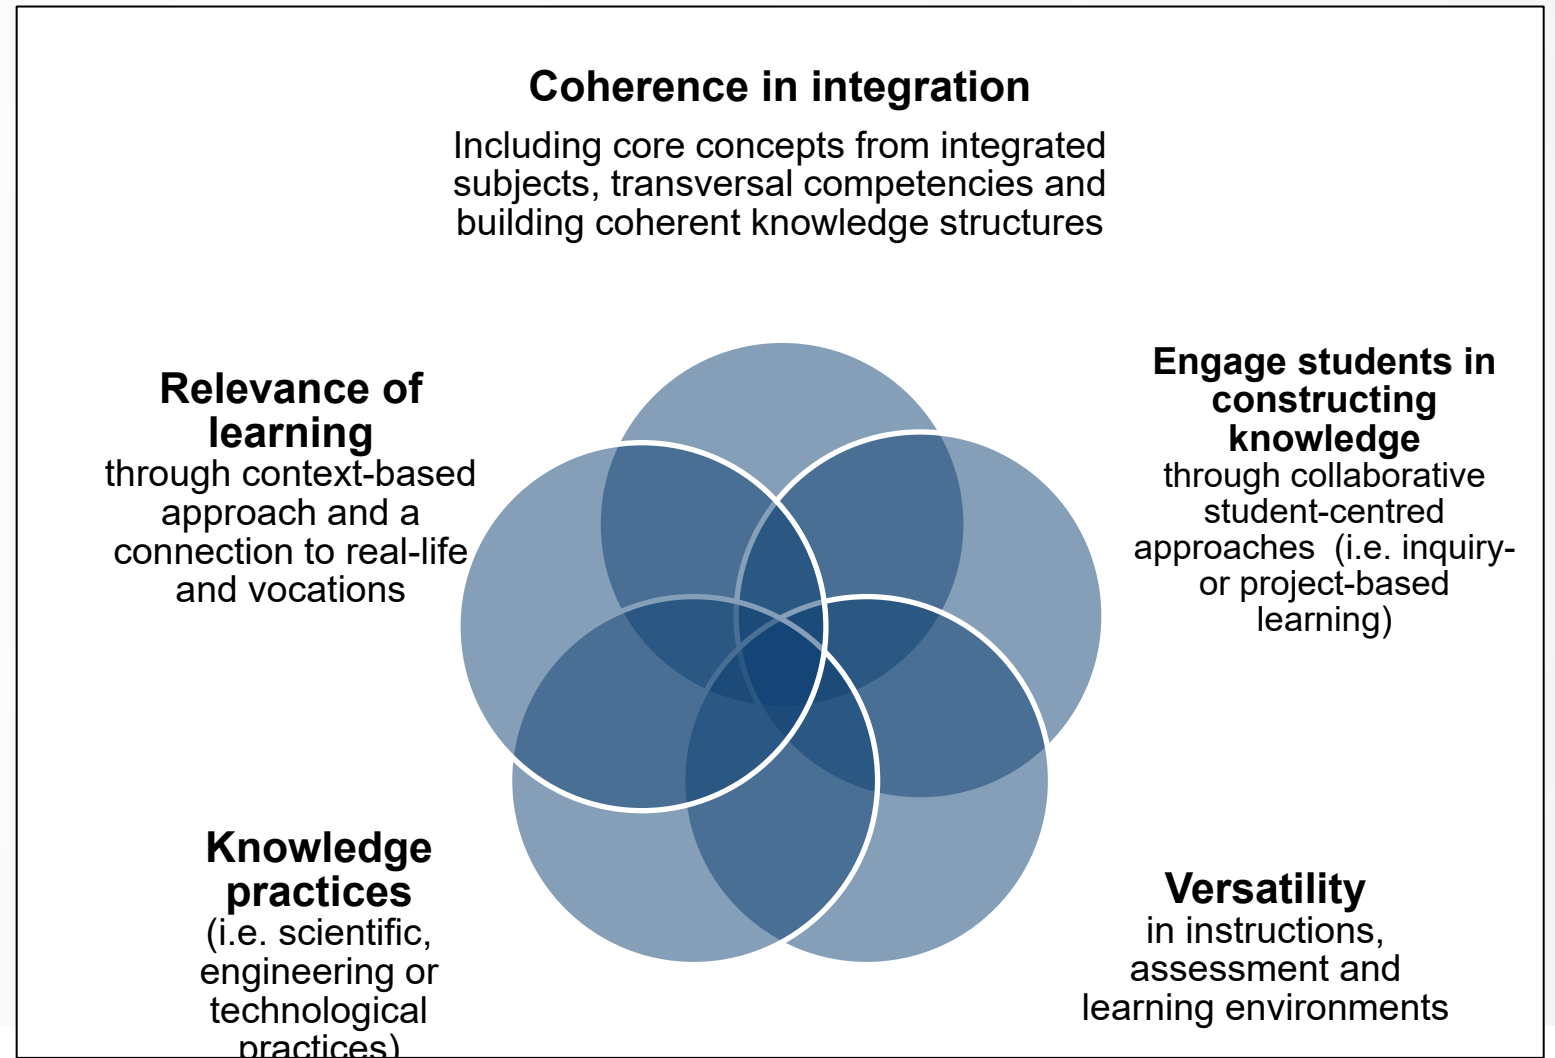 Coherence in integration
Including core concepts from integrated
subjects, transversal competencies and
building coherent knowledge structures
Engage students in
constructing
knowledge
through collaborative
student-centred
approaches  (i.e. inquiry-
or project-based
learning)
Versatility
in instructions,
assessment and
learning environments
Knowledge
practices
(i.e. scientific,
engineering or
technological
practices)
Relevance of
learning
through context-based
approach and a
connection to real-life
and vocations